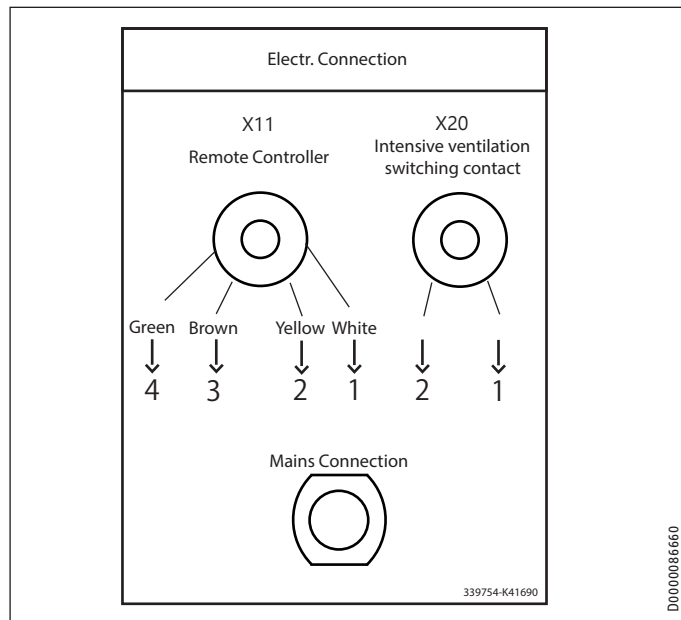 Electr. Connection
X11
Remote Controller
X20
Intensive ventilation
switching contact
Green Brown Yellow White
4 3 2 1 2 1
Mains Connection
339754-K41690
D0000086660